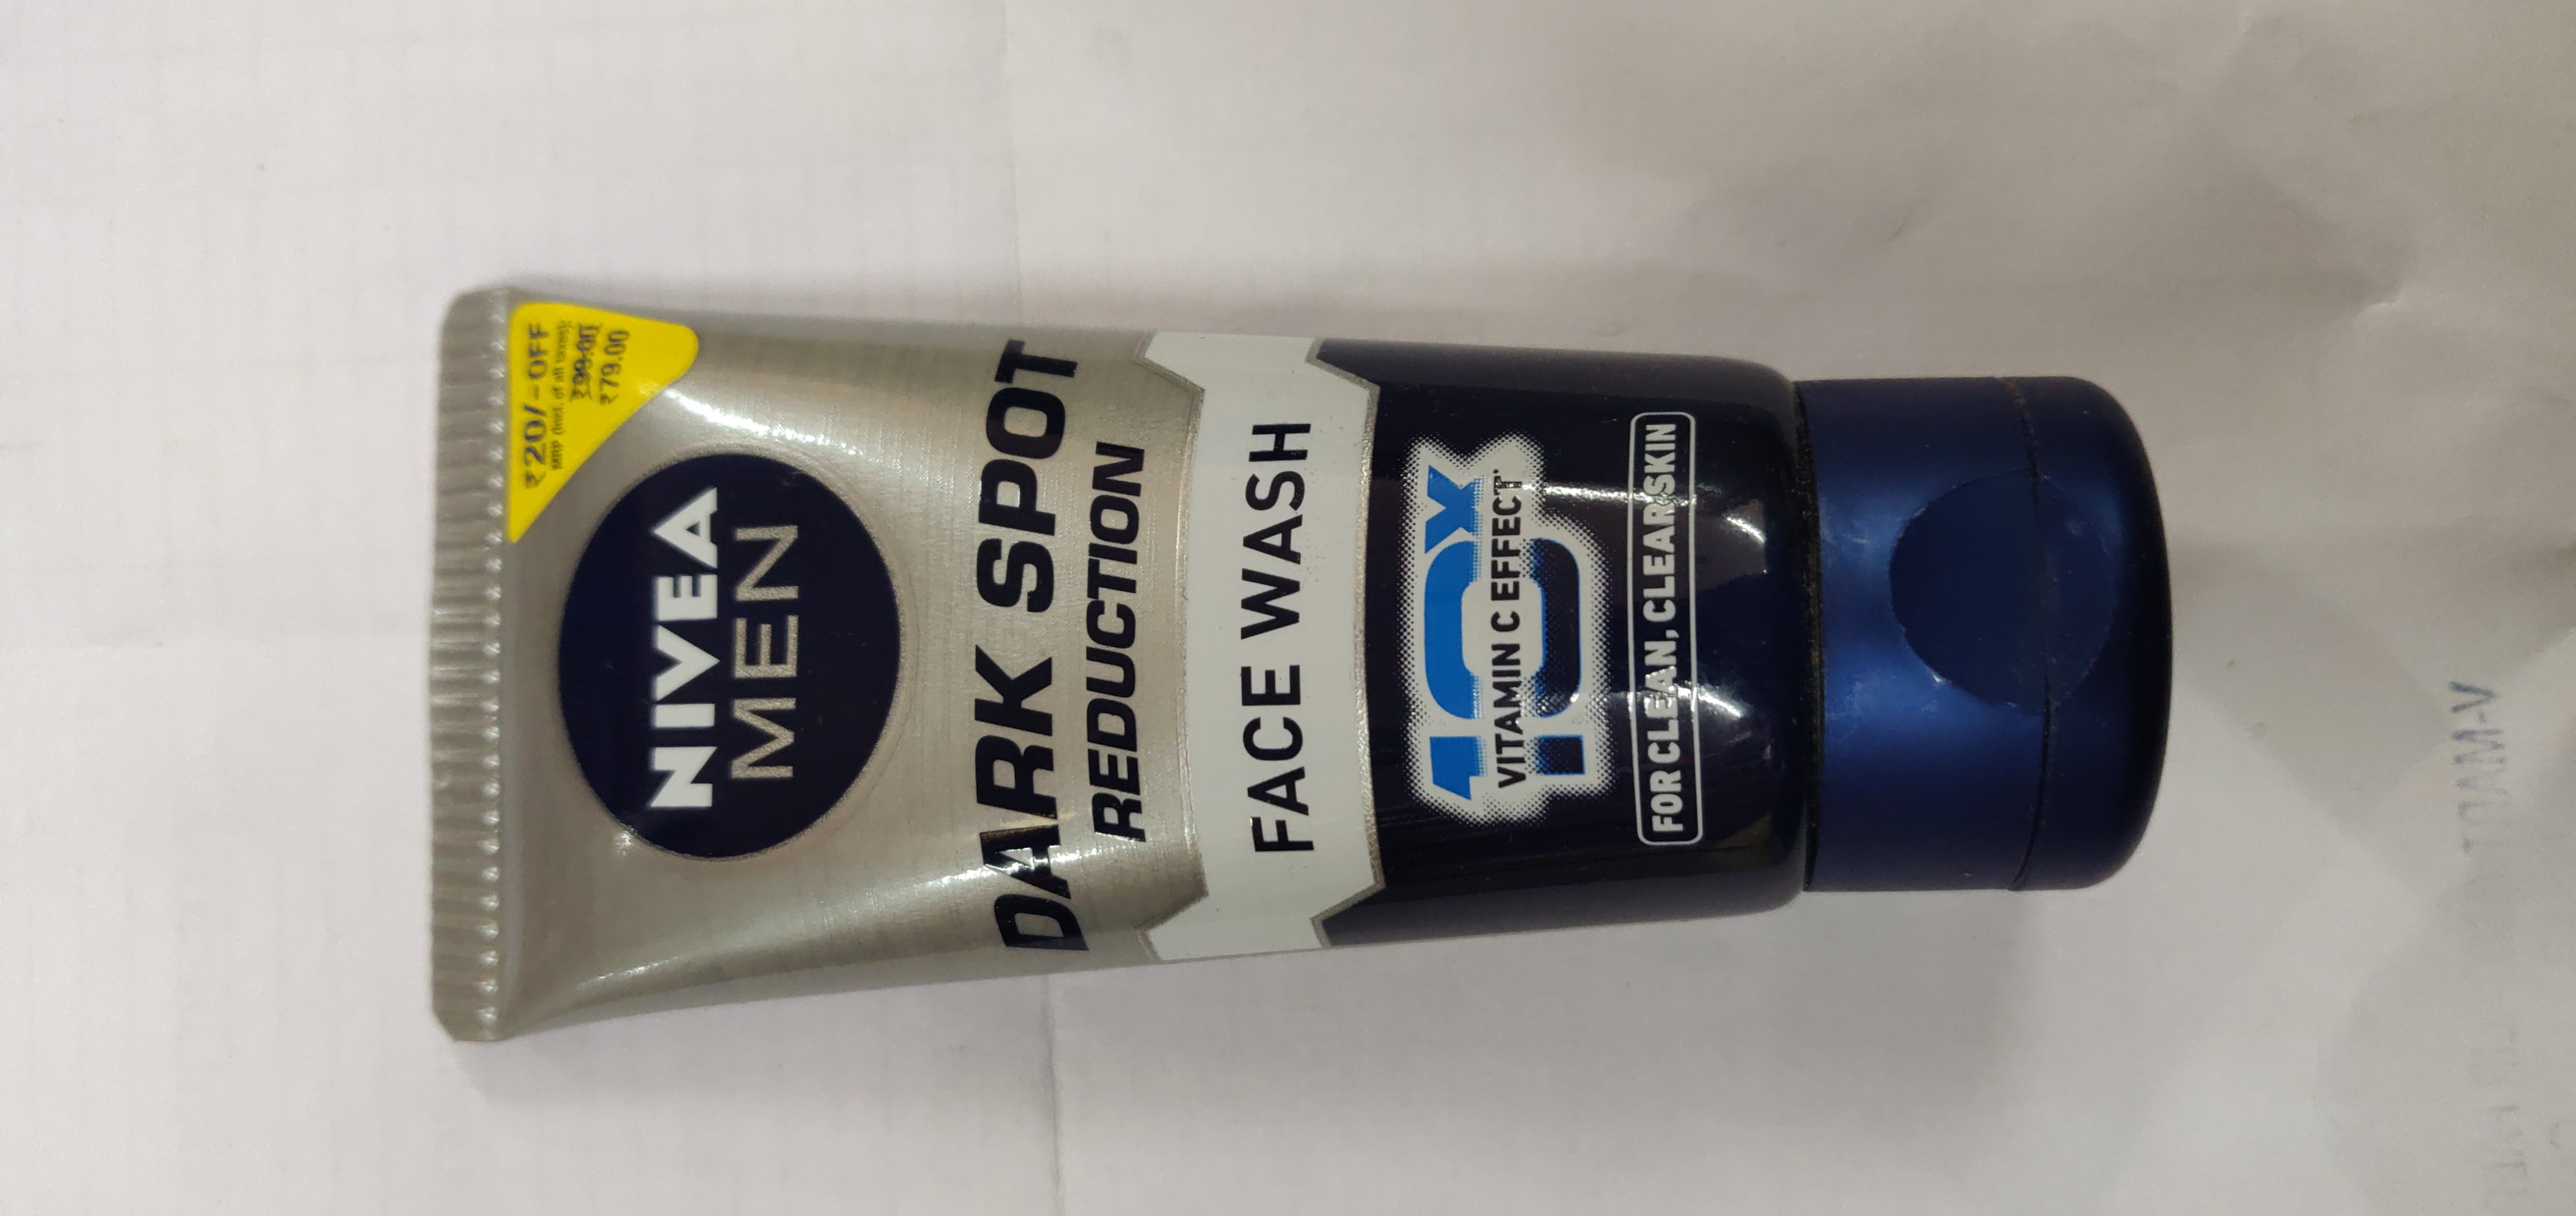 ₹20/- OFF
MRP (Incl. of all taxes):
₹99.00
₹79.00
NIVEA
MEN
DARK SPOT
REDUCTION
FACE WASH
10x
VITAMIN C EFFECT*
FOR CLEAN, CLEAR SKIN
V-MART